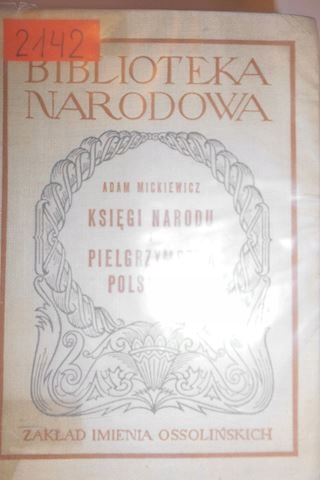 2142
BIBLIOTEKA
NARODOWA
ADAM MICKIEWICZ
KSIĘGI NARODU
ZAKŁAD IMIENIA OSSOLIŃSKICH